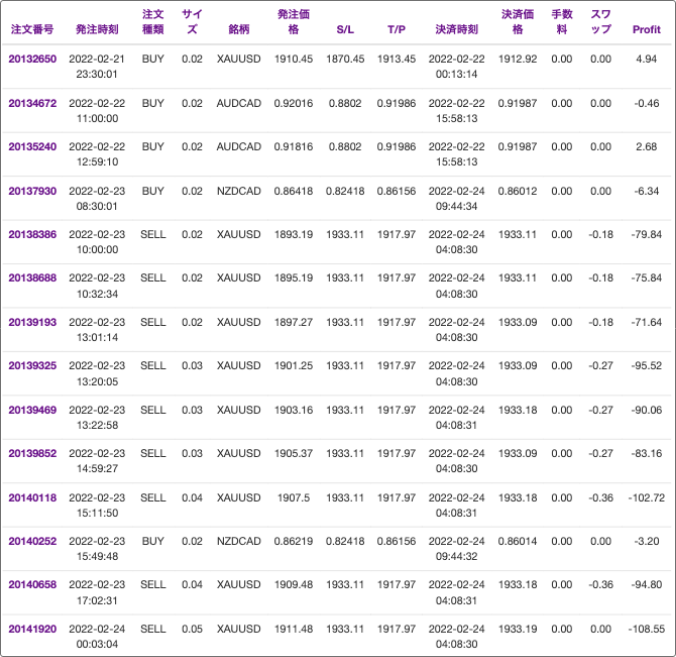 注文番号 発注時刻 注文種類 サイズ 銘柄 発注価格 S/L T/P 決済時刻 決済価格 手数料 スワップ Profit
20132650 2022-02-21 23:30:01 BUY 0.02 XAUUSD 1910.45 1870.45 1913.45 2022-02-22 00:13:14 1912.92 0.00 0.00 4.94
20134672 2022-02-22 11:00:00 BUY 0.02 AUDCAD 0.92016 0.8802 0.91986 2022-02-22 15:58:13 0.91987 0.00 0.00 -0.46
20135240 2022-02-22 12:59:10 BUY 0.02 AUDCAD 0.91816 0.8802 0.91986 2022-02-22 15:58:13 0.91987 0.00 0.00 2.68
20137930 2022-02-23 08:30:01 BUY 0.02 NZDCAD 0.86418 0.82418 0.86156 2022-02-24 09:44:34 0.86012 0.00 0.00 -6.34
20138386 2022-02-23 10:00:00 SELL 0.02 XAUUSD 1893.19 1933.11 1917.97 2022-02-24 04:08:30 1933.11 0.00 -0.18 -79.84
20138688 2022-02-23 10:32:34 SELL 0.02 XAUUSD 1895.19 1933.11 1917.97 2022-02-24 04:08:30 1933.11 0.00 -0.18 -75.84
20139193 2022-02-23 13:01:14 SELL 0.02 XAUUSD 1897.27 1933.11 1917.97 2022-02-24 04:08:30 1933.09 0.00 -0.18 -71.64
20139325 2022-02-23 13:20:05 SELL 0.03 XAUUSD 1901.25 1933.11 1917.97 2022-02-24 04:08:30 1933.09 0.00 -0.27 -95.52
20139469 2022-02-23 13:22:58 SELL 0.03 XAUUSD 1903.16 1933.11 1917.97 2022-02-24 04:08:31 1933.18 0.00 -0.27 -90.06
20139852 2022-02-23 14:59:27 SELL 0.03 XAUUSD 1905.37 1933.11 1917.97 2022-02-24 04:08:30 1933.09 0.00 -0.27 -83.16
20140118 2022-02-23 15:11:50 SELL 0.04 XAUUSD 1907.5 1933.11 1917.97 2022-02-24 04:08:31 1933.18 0.00 -0.36 -102.72
20140252 2022-02-23 15:49:48 BUY 0.02 NZDCAD 0.86219 0.82418 0.86156 2022-02-24 09:44:32 0.86014 0.00 0.00 -3.20
20140658 2022-02-23 17:02:31 SELL 0.04 XAUUSD 1909.48 1933.11 1917.97 2022-02-24 04:08:31 1933.18 0.00 -0.36 -94.80
20141920 2022-02-24 00:03:04 SELL 0.05 XAUUSD 1911.48 1933.11 1917.97 2022-02-24 04:08:30 1933.19 0.00 0.00 -108.55